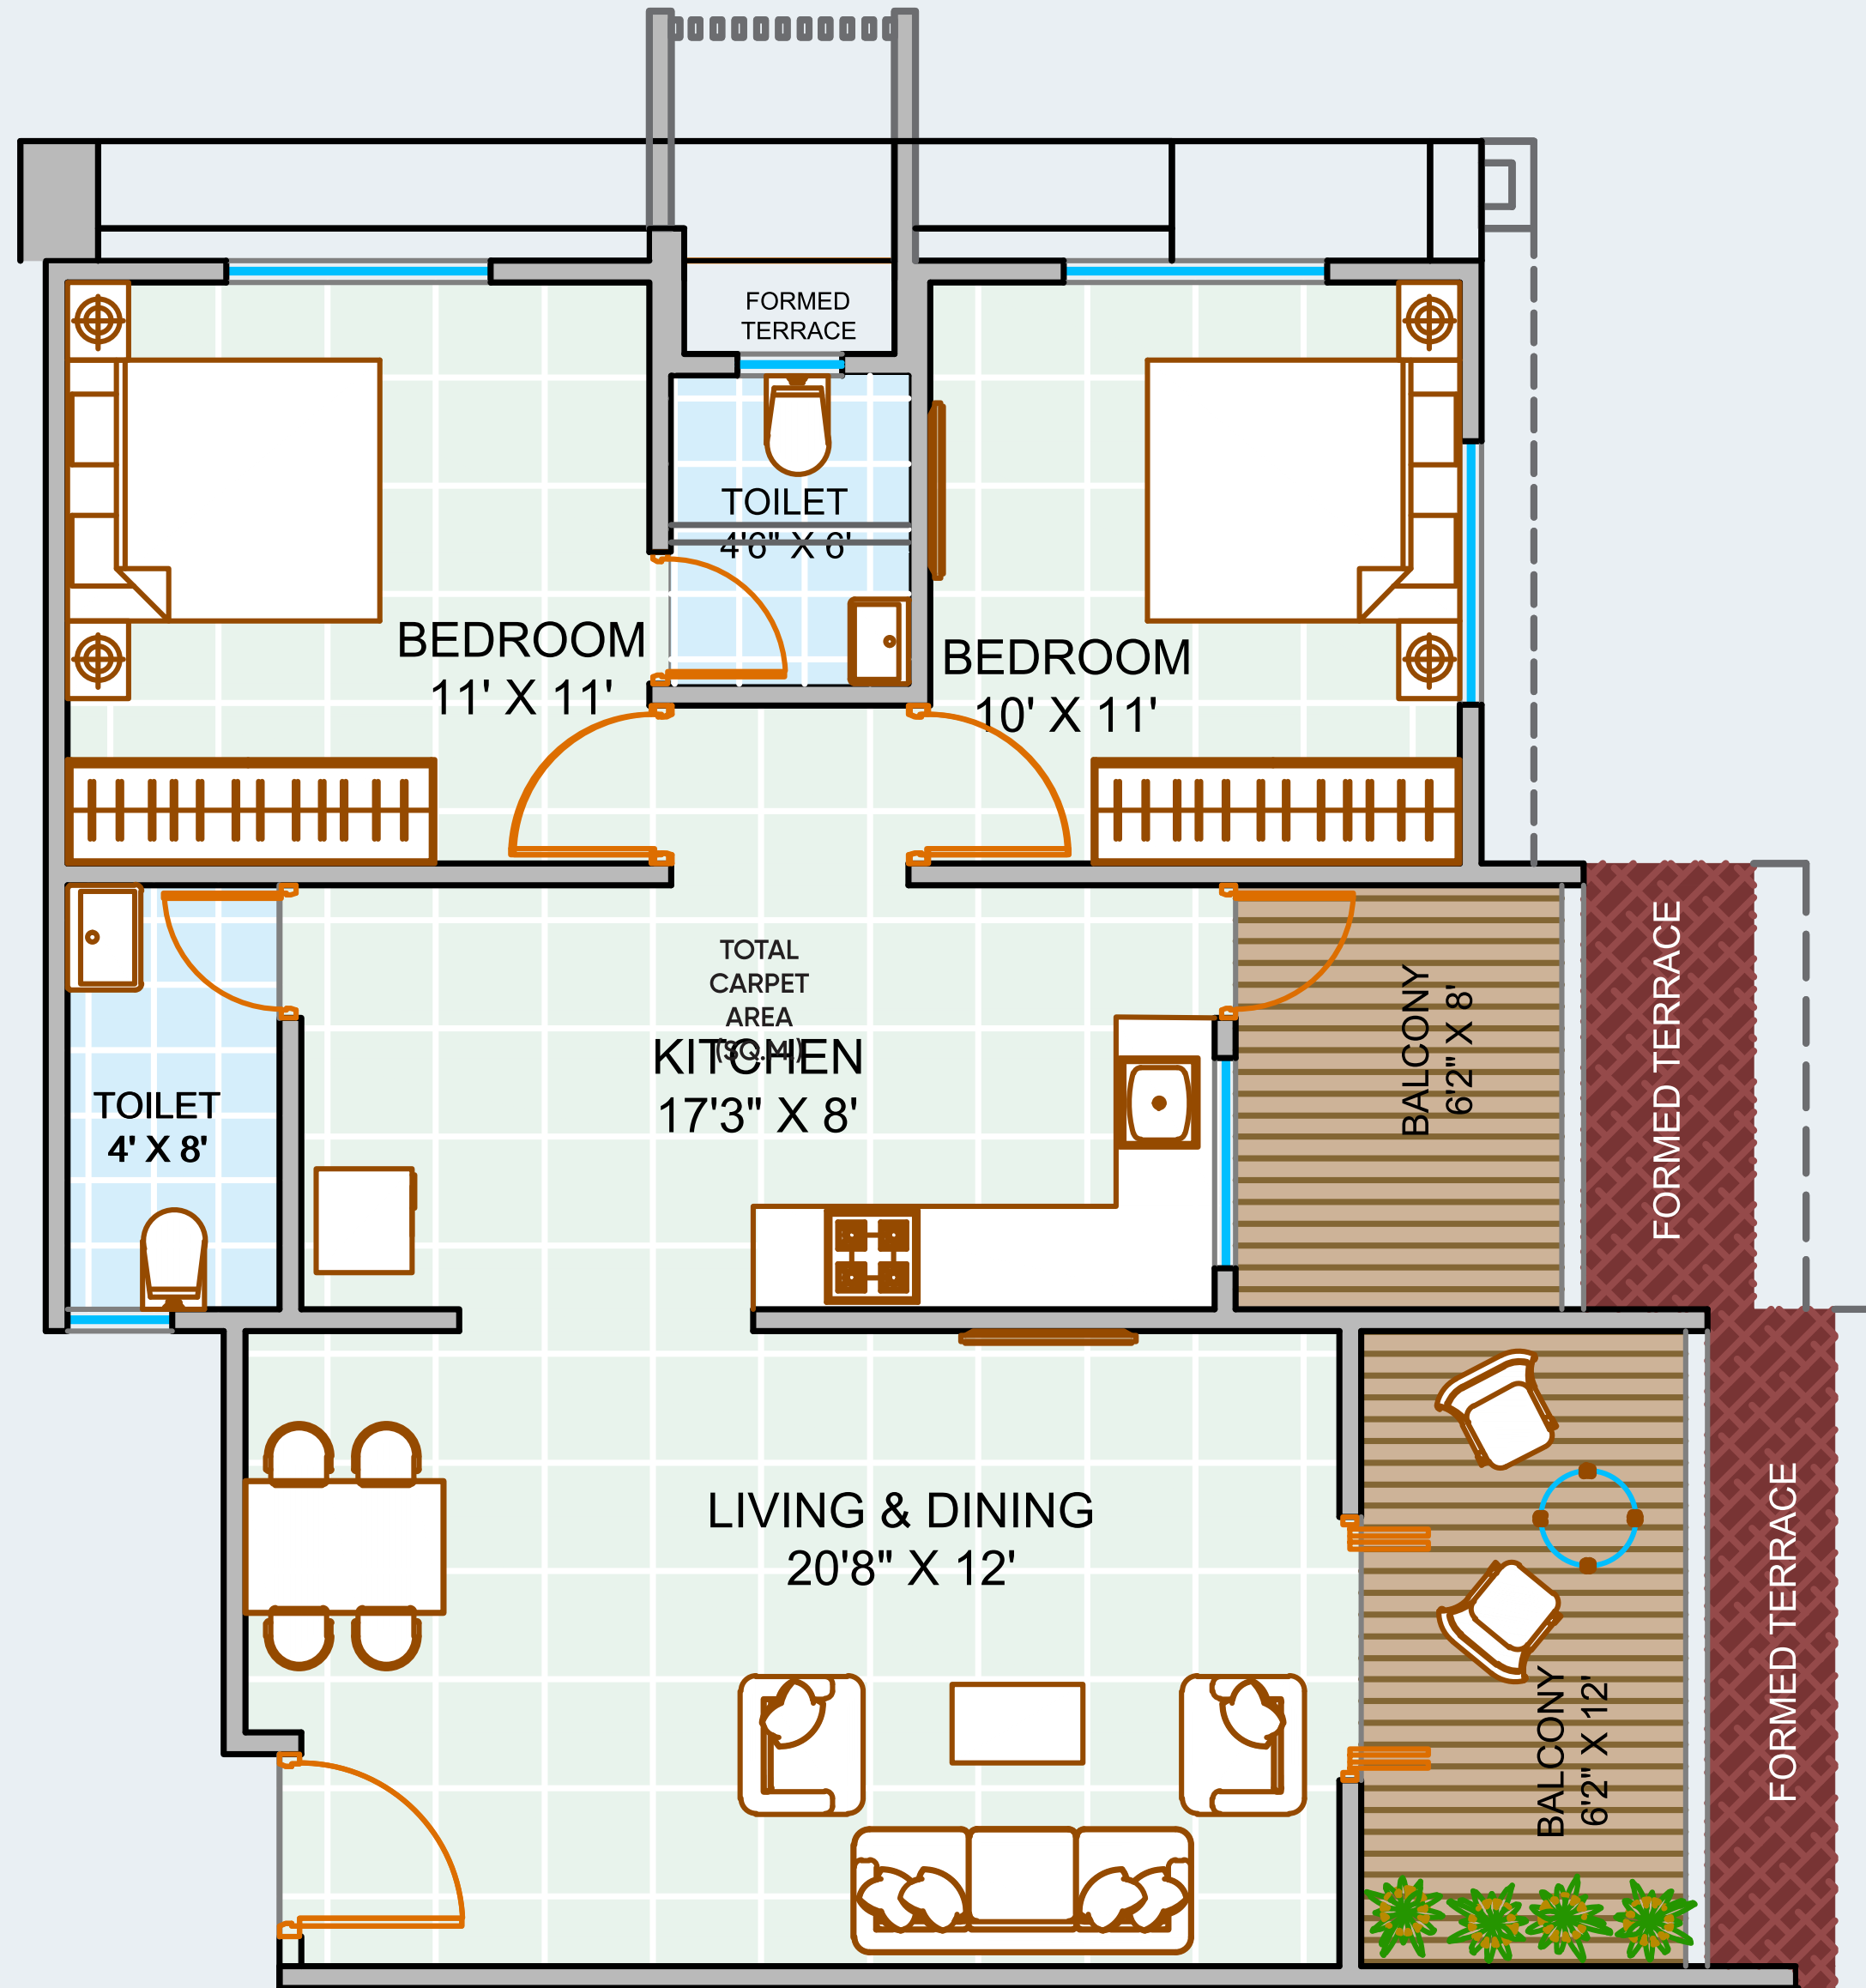 FORMED
TERRACE
TOILET
4'6" X 6'
BEDROOM
11' X 11'
BEDROOM
10' X 11'
TOTAL
CARPET
AREA
(SQ.M.)
KITCHEN
17'3" X 8'
TOILET
4' X 8'
BALCONY
6'2" X 8'
FORMED TERRACE
LIVING & DINING
20'8" X 12'
BALCONY
6'2" X 12'
FORMED TERRACE